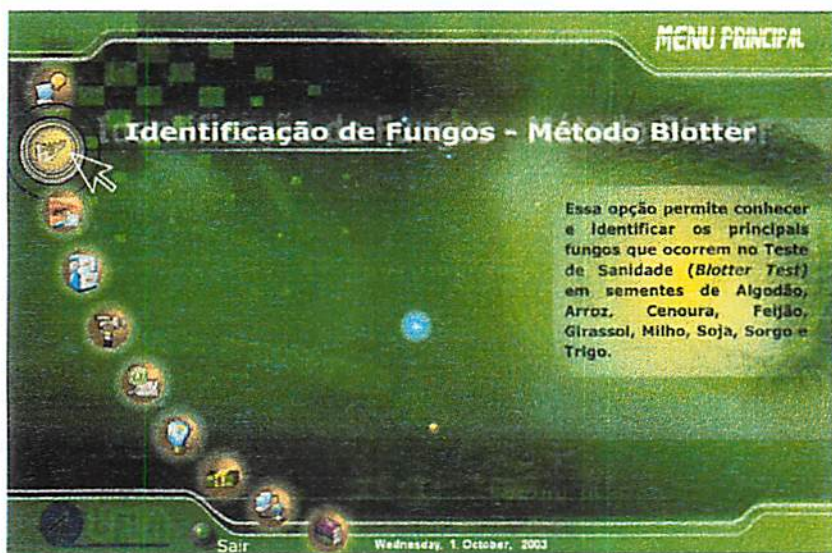 MENU PRINCIPAL
Identificação de Fungos - Método Blotter
Essa opção permite conhecer
e identificar os principais
fungos que ocorrem no Teste
de Sanidade (Blotter Test)
em sementes de Algodão,
Arroz, Cenoura, Feijão,
Girassol, Milho, Soja, Sorgo e
Trigo.
Sair
Wednesday, 1. October, 2003